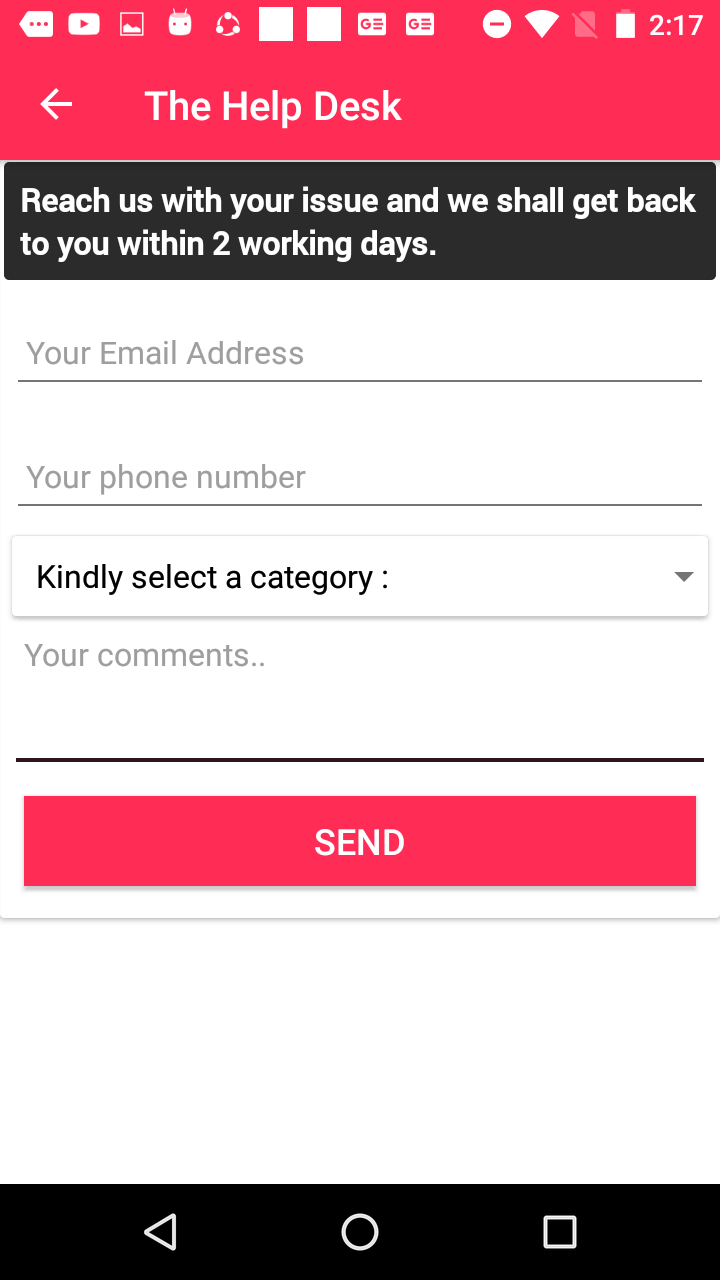 2:17
The Help Desk
Reach us with your issue and we shall get back
to you within 2 working days.
Your Email Address
Your phone number
Kindly select a category :
Your comments..
SEND